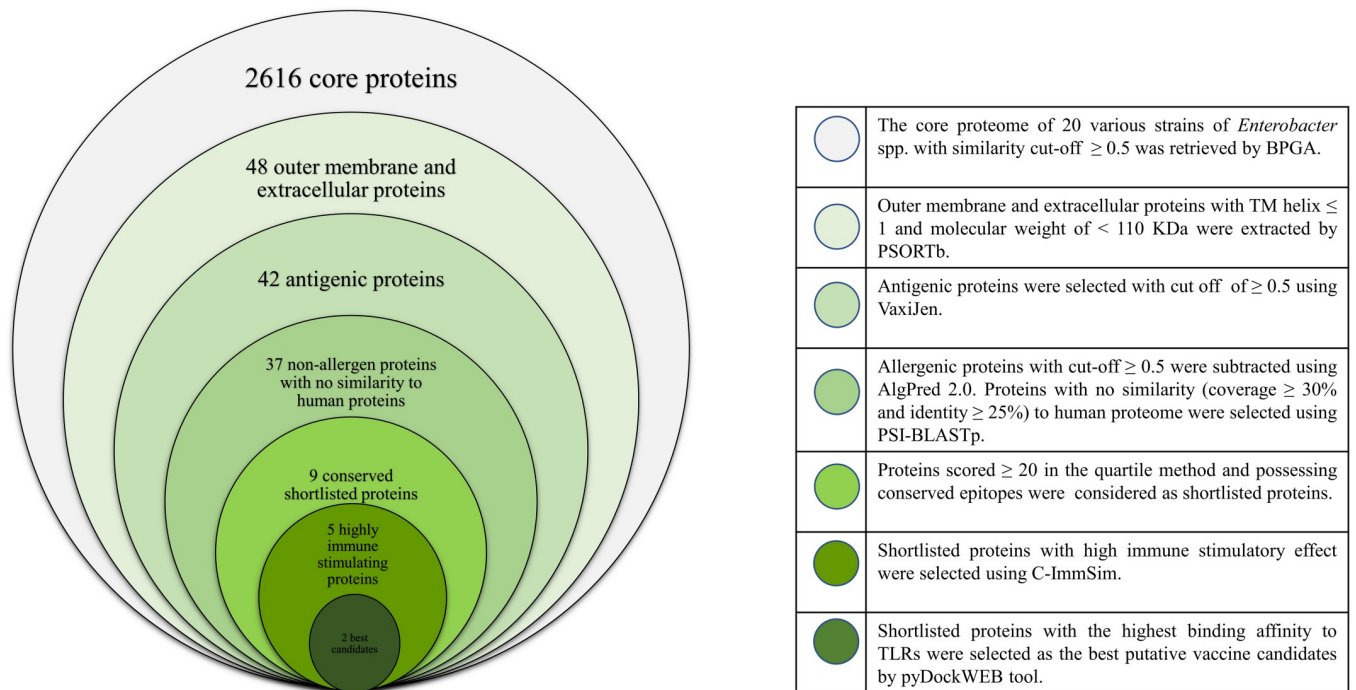 2616 core proteins
48 outer membrane and
extracellular proteins
42 antigenic proteins
37 non-allergen proteins
with no similarity to
human proteins
9 conserved
shortlisted proteins
5 highly
immune
stimulating
proteins
2 best
candidates
The core proteome of 20 various strains of Enterobacter
spp. with similarity cut-off ≥ 0.5 was retrieved by BPGA.
Outer membrane and extracellular proteins with TM helix ≤
1 and molecular weight of < 110 KDa were extracted by
PSORTb.
Antigenic proteins were selected with cut off of ≥ 0.5 using
VaxiJen.
Allergenic proteins with cut-off ≥ 0.5 were subtracted using
AlgPred 2.0. Proteins with no similarity (coverage ≥ 30%
and identity ≥ 25%) to human proteome were selected using
PSI-BLASTp.
Proteins scored ≥ 20 in the quartile method and possessing
conserved epitopes were considered as shortlisted proteins.
Shortlisted proteins with high immune stimulatory effect
were selected using C-ImmSim.
Shortlisted proteins with the highest binding affinity to
TLRs were selected as the best putative vaccine candidates
by pyDockWEB tool.